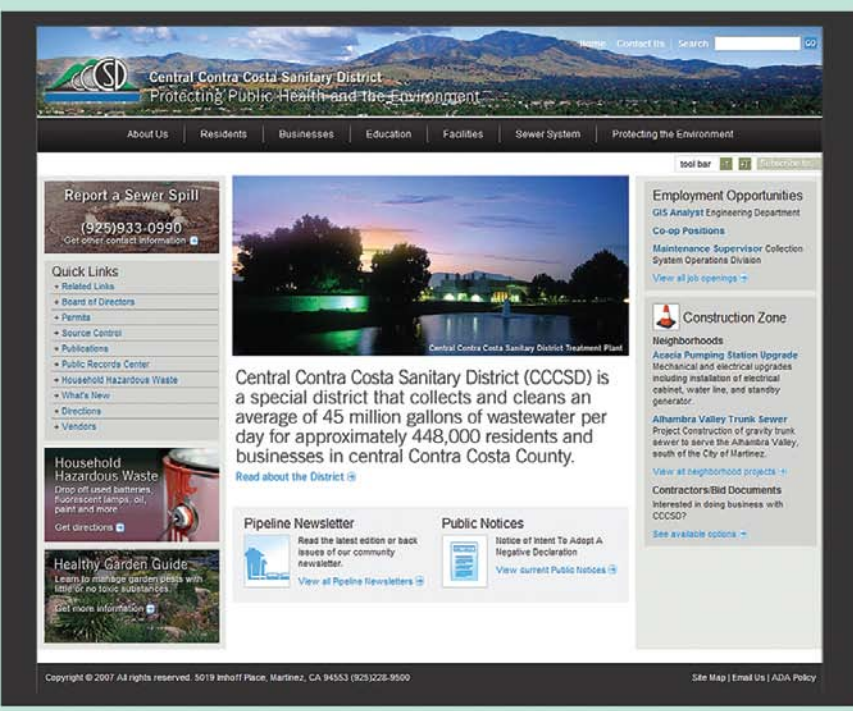 Home | Contact Us | Search GO
CCSD
Central Contra Costa Sanitary District
Protecting Public Health and the Environment
About Us | Residents | Businesses | Education | Facilities | Sewer System | Protecting the Environment
tool bar
Subscribe to
Report a Sewer Spill
(925)933-0990
Get other contact information
Quick Links
Related Links
Board of Directors
Permits
Source Control
Publications
Public Records Center
Household Hazardous Waste
What's New
Directions
Vendors
Household
Hazardous Waste
Drop off used batteries,
fluorescent lamps, oil,
paint and more
Get directions
Healthy Garden Guide
Learn to manage garden pests with
little or no toxic substances.
Get more information
Central Contra Costa Sanitary District Treatment Plant
Central Contra Costa Sanitary District (CCCSD) is
a special district that collects and cleans an
average of 45 million gallons of wastewater per
day for approximately 448,000 residents and
businesses in central Contra Costa County.
Read about the District
Pipeline Newsletter
Read the latest edition or back
issues of our community
newsletter.
View all Pipeline Newsletters
Public Notices
Notice of Intent To Adopt A
Negative Declaration
View current Public Notices
Employment Opportunities
GIS Analyst Engineering Department
Co-op Positions
Maintenance Supervisor Collection
System Operations Division
View all job openings
Construction Zone
Neighborhoods
Acacia Pumping Station Upgrade
Mechanical and electrical upgrades
including installation of electrical
cabinet, water line, and standby
generator.
Alhambra Valley Trunk Sewer
Project Construction of gravity trunk
sewer to serve the Alhambra Valley,
south of the City of Martinez.
View all neighborhood projects
Contractors/Bid Documents
Interested in doing business with
CCCSD?
See available options
Copyright © 2007 All rights reserved. 5019 Imhoff Place, Martinez, CA 94553 (925)228-9500
Site Map | Email Us | ADA Policy